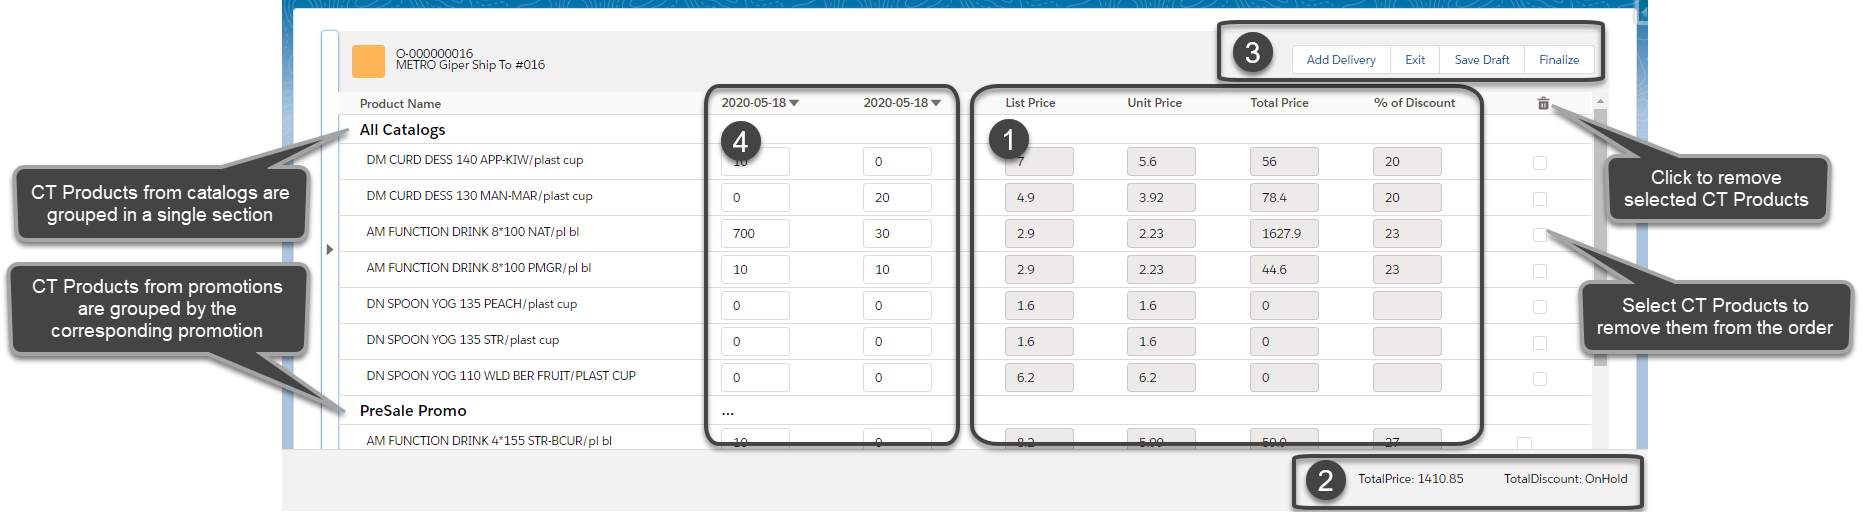 O-000000016
METRO Giper Ship To #016
3
Add Delivery Exit Save Draft Finalize
Product Name 2020-05-18 2020-05-18 List Price Unit Price Total Price % of Discount
All Catalogs
4
1
DM CURD DESS 140 APP-KIW/plast cup 10 0 7 5.6 56 20
DM CURD DESS 130 MAN-MAR/plast cup 0 20 4.9 3.92 78.4 20
AM FUNCTION DRINK 8*100 NAT/pl bl 700 30 2.9 2.23 1627.9 23
AM FUNCTION DRINK 8*100 PMGR/pl bl 10 10 2.9 2.23 44.6 23
DN SPOON YOG 135 PEACH/plast cup 0 0 1.6 1.6 0
DN SPOON YOG 135 STR/plast cup 0 0 1.6 1.6 0
DN SPOON YOG 110 WLD BER FRUIT/PLAST CUP 0 0 6.2 6.2 0
PreSale Promo ...
AM FUNCTION DRINK 4*155 STR-BCUR/pl bl 10 0 8.2 5.99 59.9 27
2
TotalPrice: 1410.85 TotalDiscount: OnHold
CT Products from catalogs are
grouped in a single section
CT Products from promotions
are grouped by the
corresponding promotion
Click to remove
selected CT Products
Select CT Products to
remove them from the order